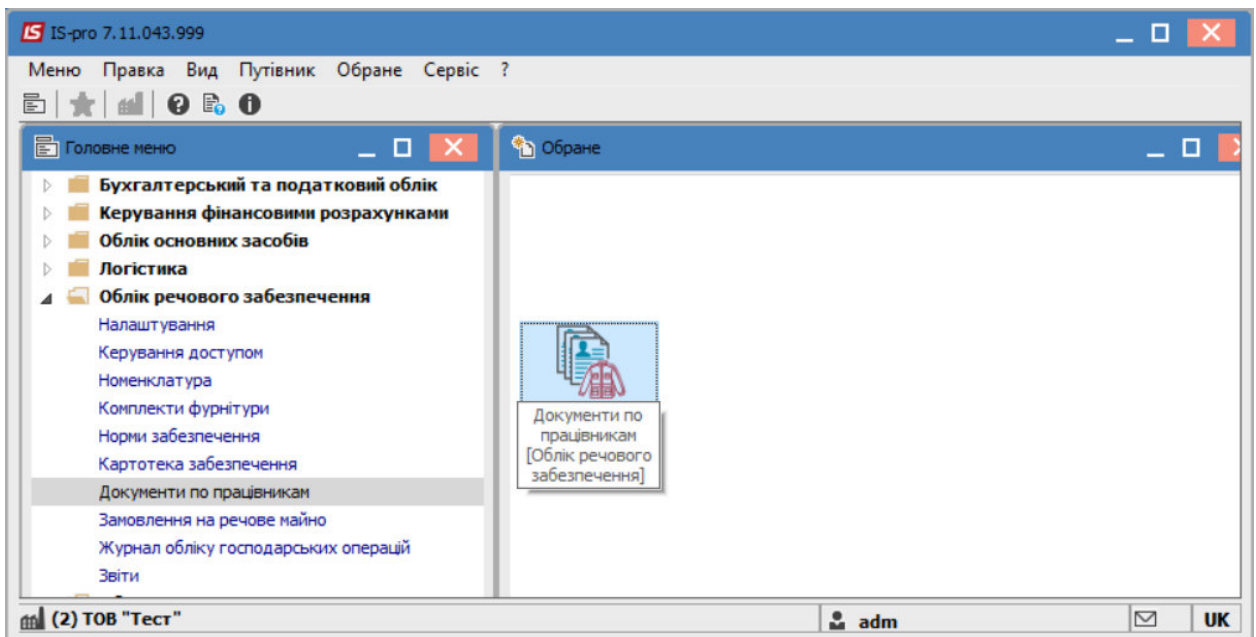 IS-pro 7.11.043.999
Меню Правка Вид Путівник Обране Сервіс ?
Головне меню
Бухгалтерський та податковий облік
Керування фінансовими розрахунками
Облік основних засобів
Логістика
Облік речового забезпечення
Налаштування
Керування доступом
Номенклатура
Комплекти фурнітури
Норми забезпечення
Картотека забезпечення
Документи по працівникам
Замовлення на речове майно
Журнал обліку господарських операцій
Звіти
Обране
Документи по
працівникам
[Облік речового
забезпечення]
(2) ТОВ "Тест"
adm
UK